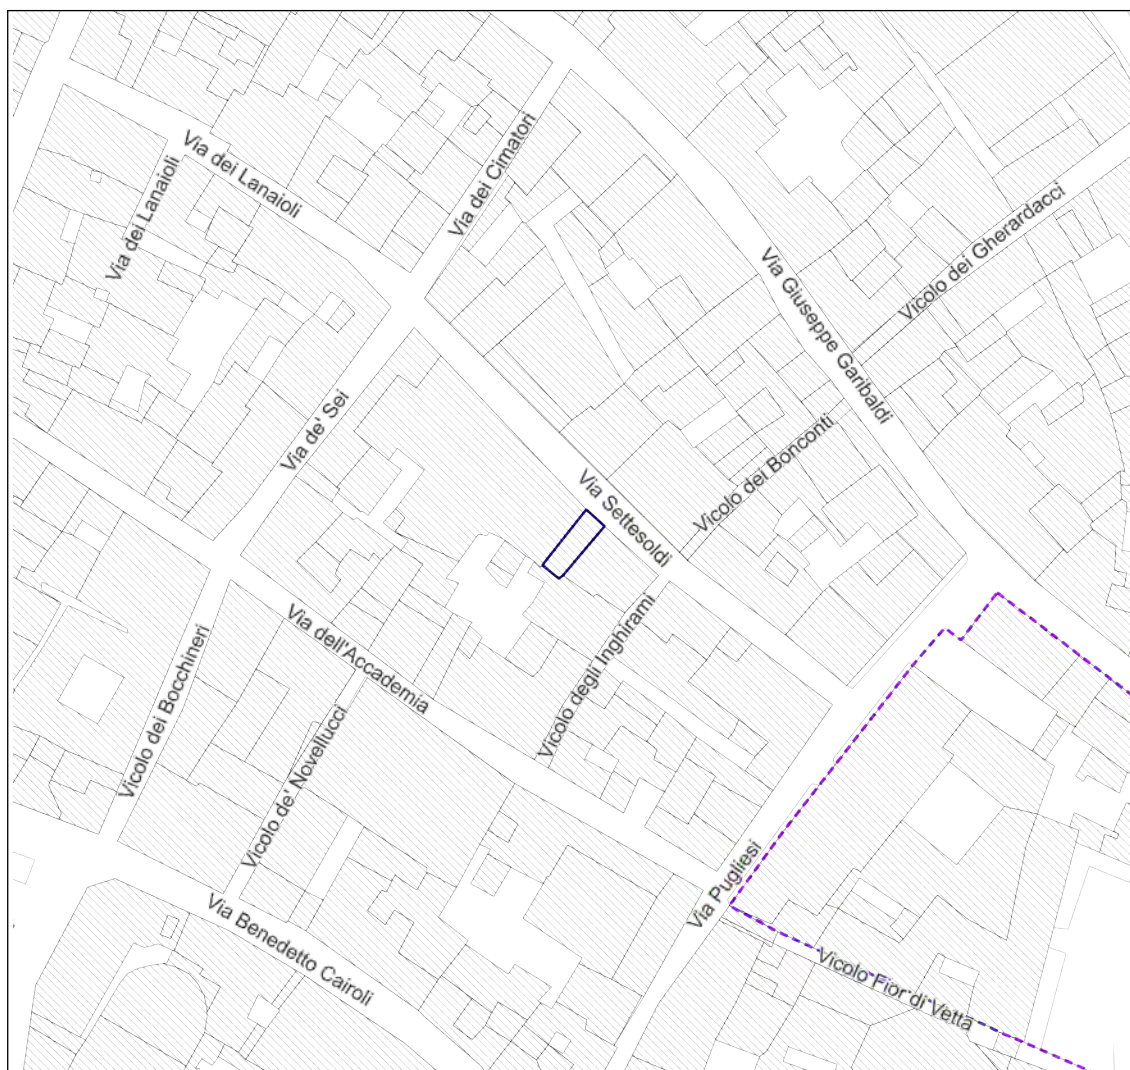 Via dei Cimatori
Via dei Lanaioli
Via dei Lanaioli
Vicolo dei Gherardacci
Via Giuseppe Garibaldi
Via de' Sei
Vicolo dei Bonconti
Via Settesoldi
Vicolo degli Inghirami
Via dell'Accademia
Vicolo dei Bocchineri
Vicolo de' Novellucci
Via Pugliesi
Via Benedetto Cairoli
Vicolo Fior di Vetta